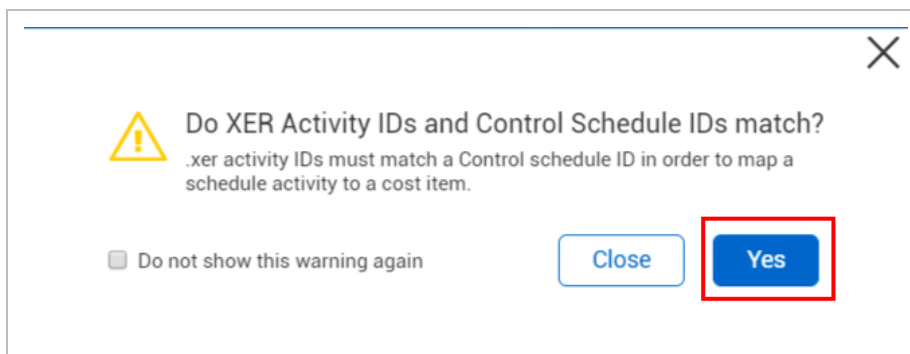 Do XER Activity IDs and Control Schedule IDs match?
.xer activity IDs must match a Control schedule ID in order to map a
schedule activity to a cost item.
Do not show this warning again
Close
Yes